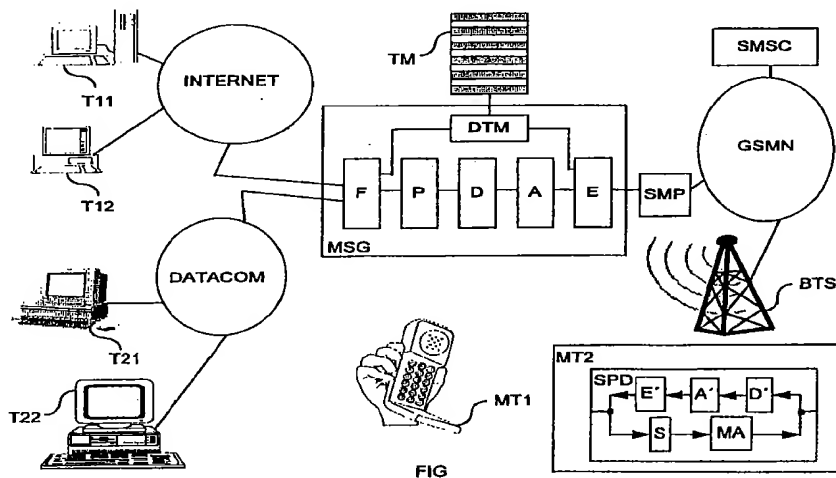 SMSC
TM
INTERNET
T11
DTM
GSMN
T12
F
P
D
A
E
SMP
MSG
DATACOM
BTS
T21
MT2
SPD
E´
A´
D´
T22
MT1
S
MA
FIG